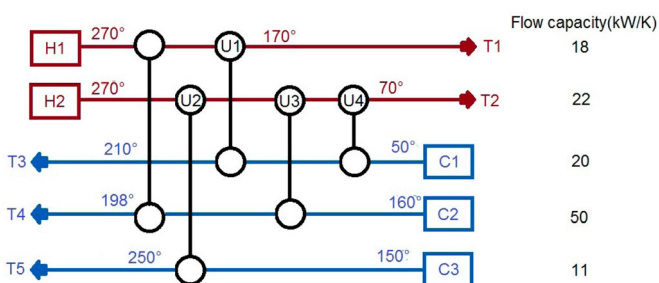 Flow capacity(kW/K)
H1 270° U1 170° T1 18
H2 270° U2 U3 U4 70° T2 22
T3 210° 50° C1 20
T4 198° 160° C2 50
T5 250° 150° C3 11